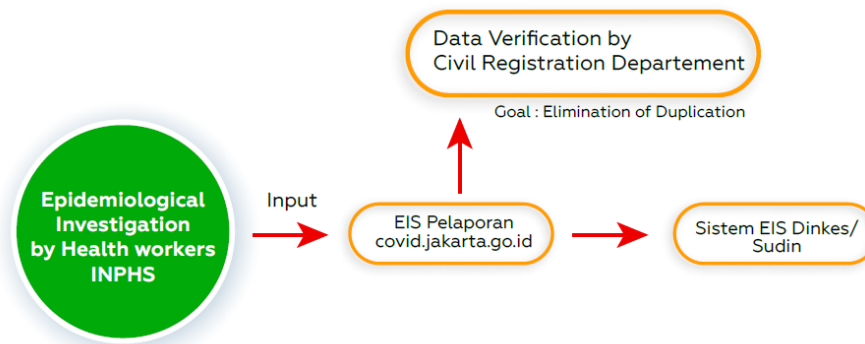 Data Verification by
Civil Registration Departement
Goal : Elimination of Duplication
Epidemiological
Investigation
by Health workers
INPHS
Input
EIS Pelaporan
covid.jakarta.go.id
Sistem EIS Dinkes/
Sudin